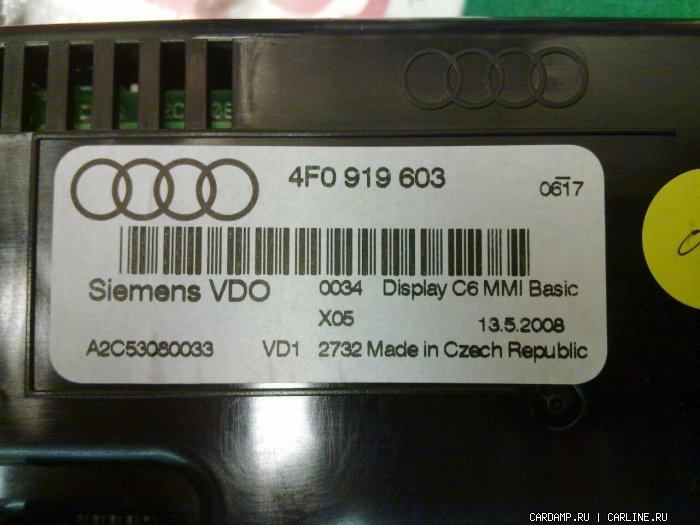 4F0 919 603
0617
Siemens VDO 0034 Display C6 MMI Basic
X05 13.5.2008
A2C53080033 VD1 2732 Made in Czech Republic
CARDAMP.RU | CARLINE.RU